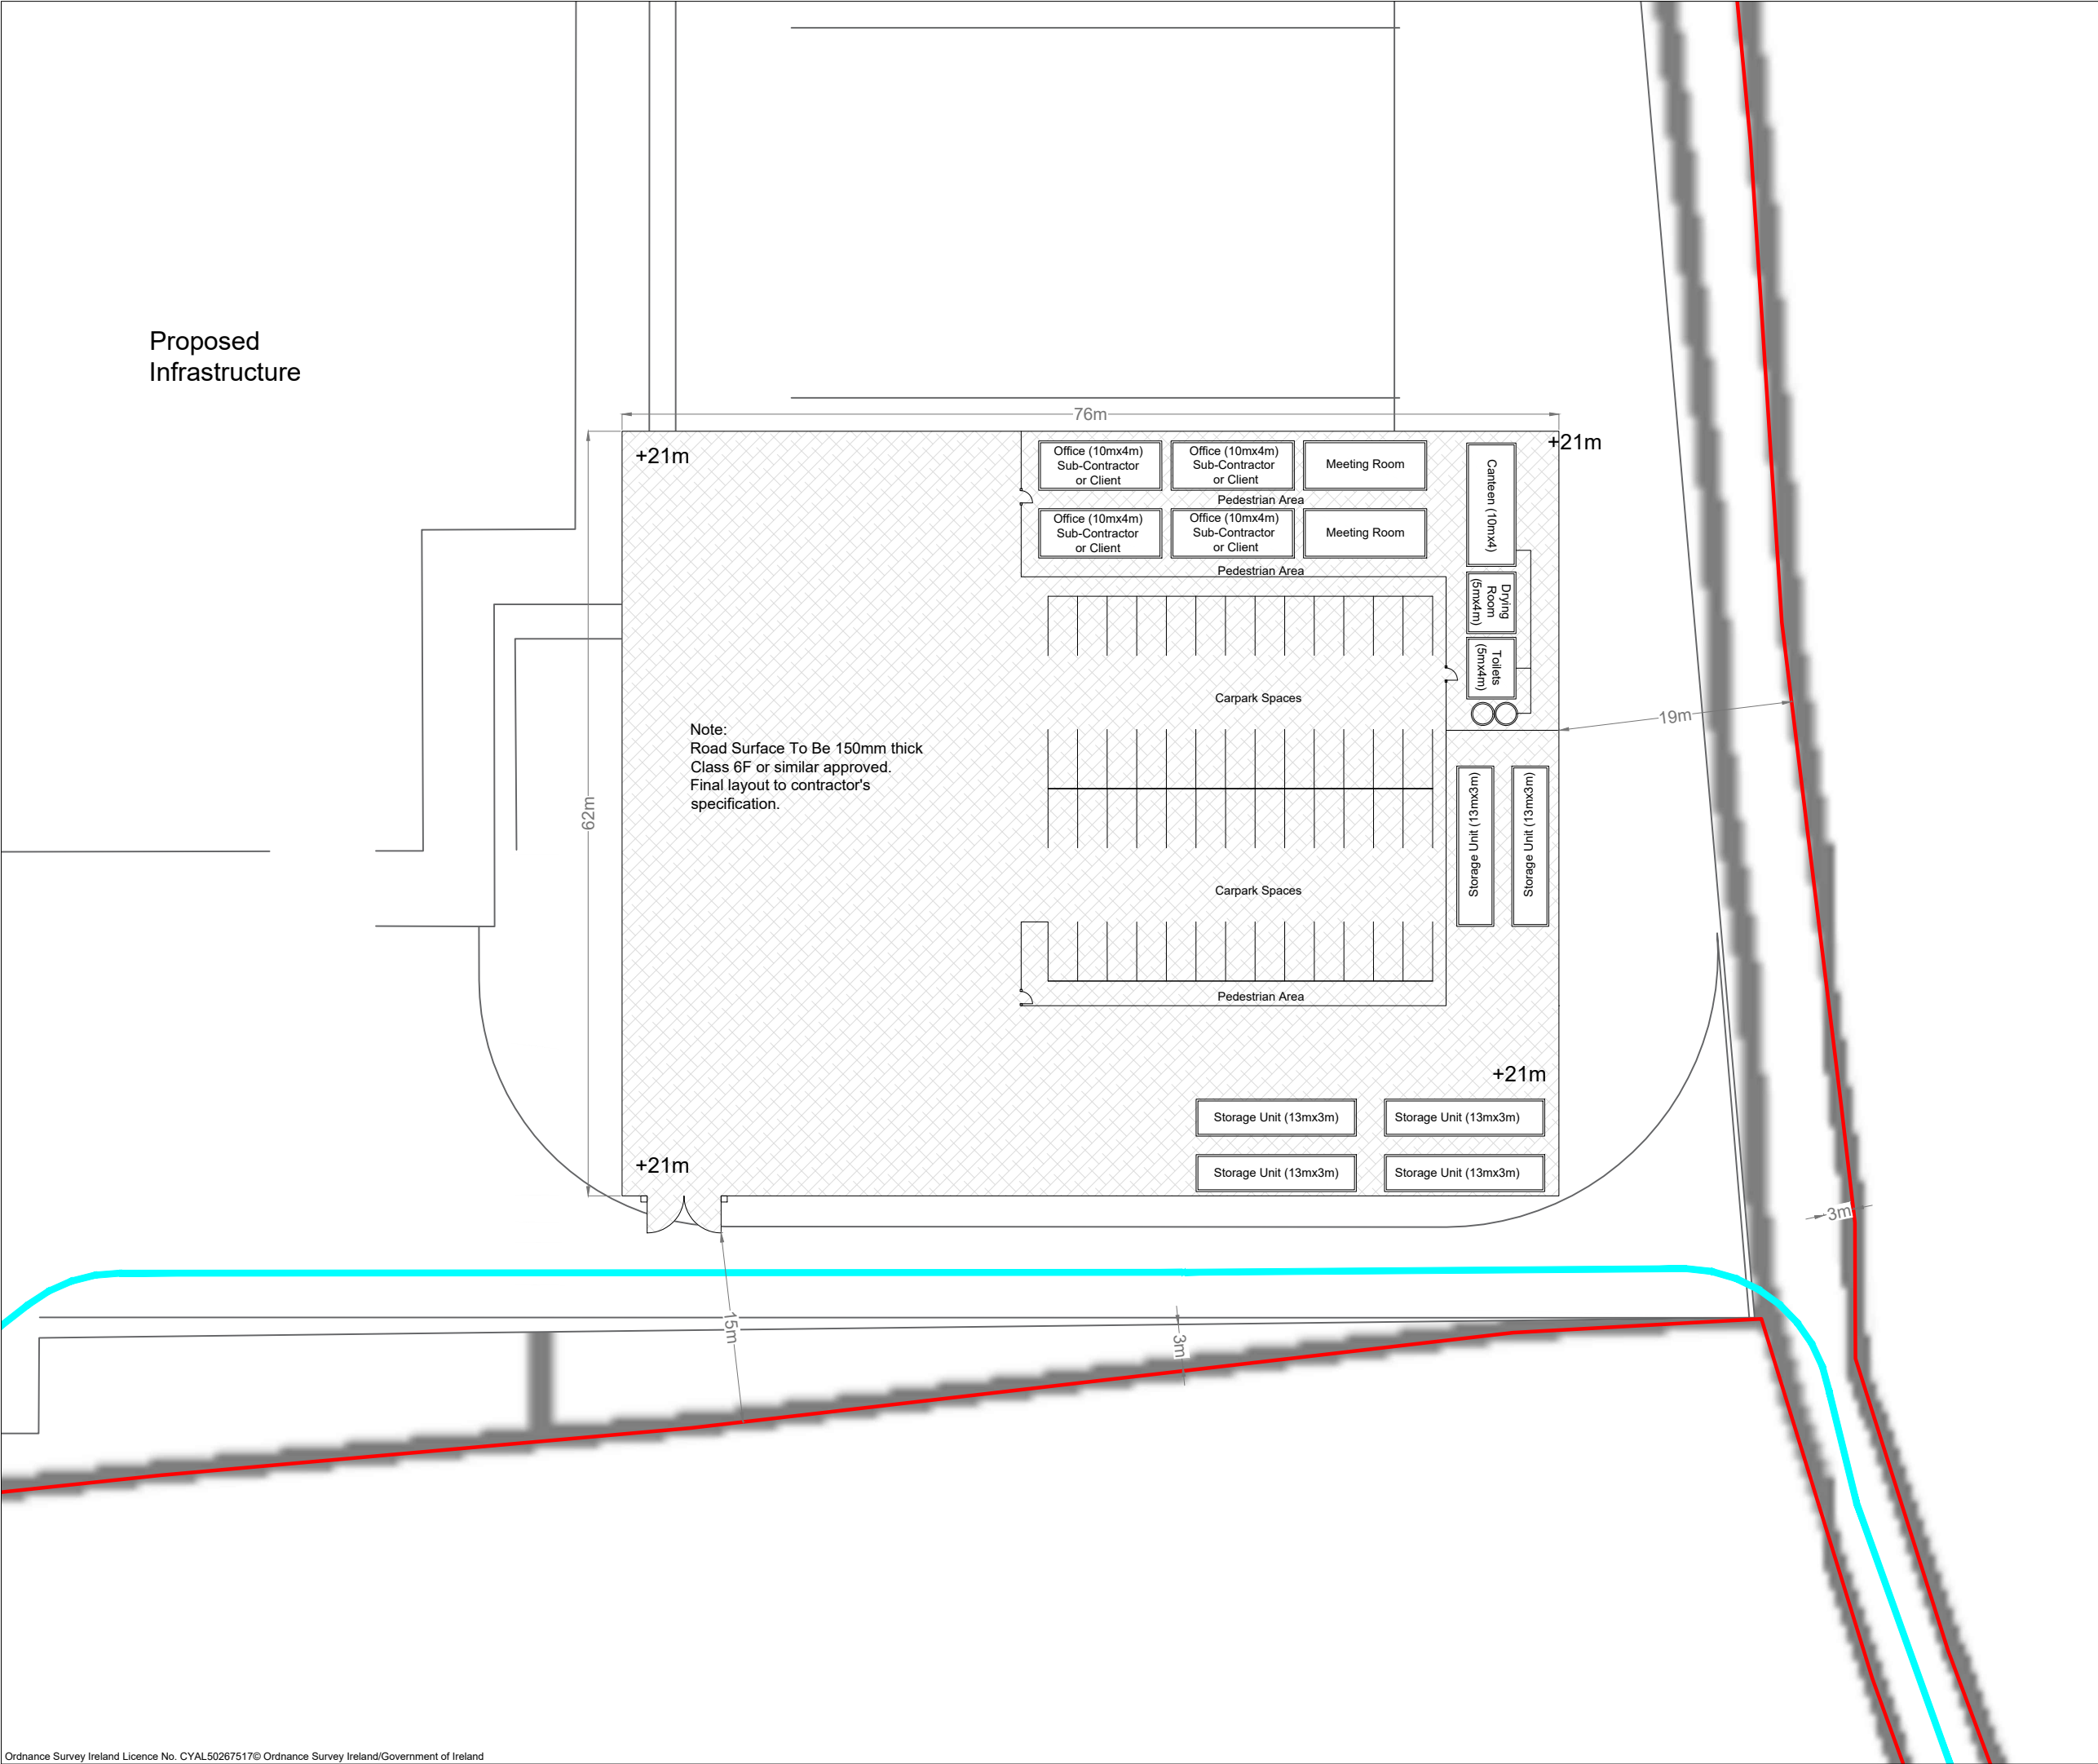 Proposed
Infrastructure
76m
+21m
+21m
Office (10mx4m)
Sub-Contractor
or Client
Office (10mx4m)
Sub-Contractor
or Client
Meeting Room
Canteen (10mx4)
Pedestrian Area
Office (10mx4m)
Sub-Contractor
or Client
Office (10mx4m)
Sub-Contractor
or Client
Meeting Room
Pedestrian Area
Drying
Room
(5mx4m)
Toilets
(5mx4m)
Carpark Spaces
19m
Note:
Road Surface To Be 150mm thick
Class 6F or similar approved.
Final layout to contractor's
specification.
62m
Storage Unit (13mx3m)
Storage Unit (13mx3m)
Carpark Spaces
Pedestrian Area
+21m
Storage Unit (13mx3m)
Storage Unit (13mx3m)
+21m
Storage Unit (13mx3m)
Storage Unit (13mx3m)
3m
15m
3m
Ordnance Survey Ireland Licence No. CYAL50267517© Ordnance Survey Ireland/Government of Ireland